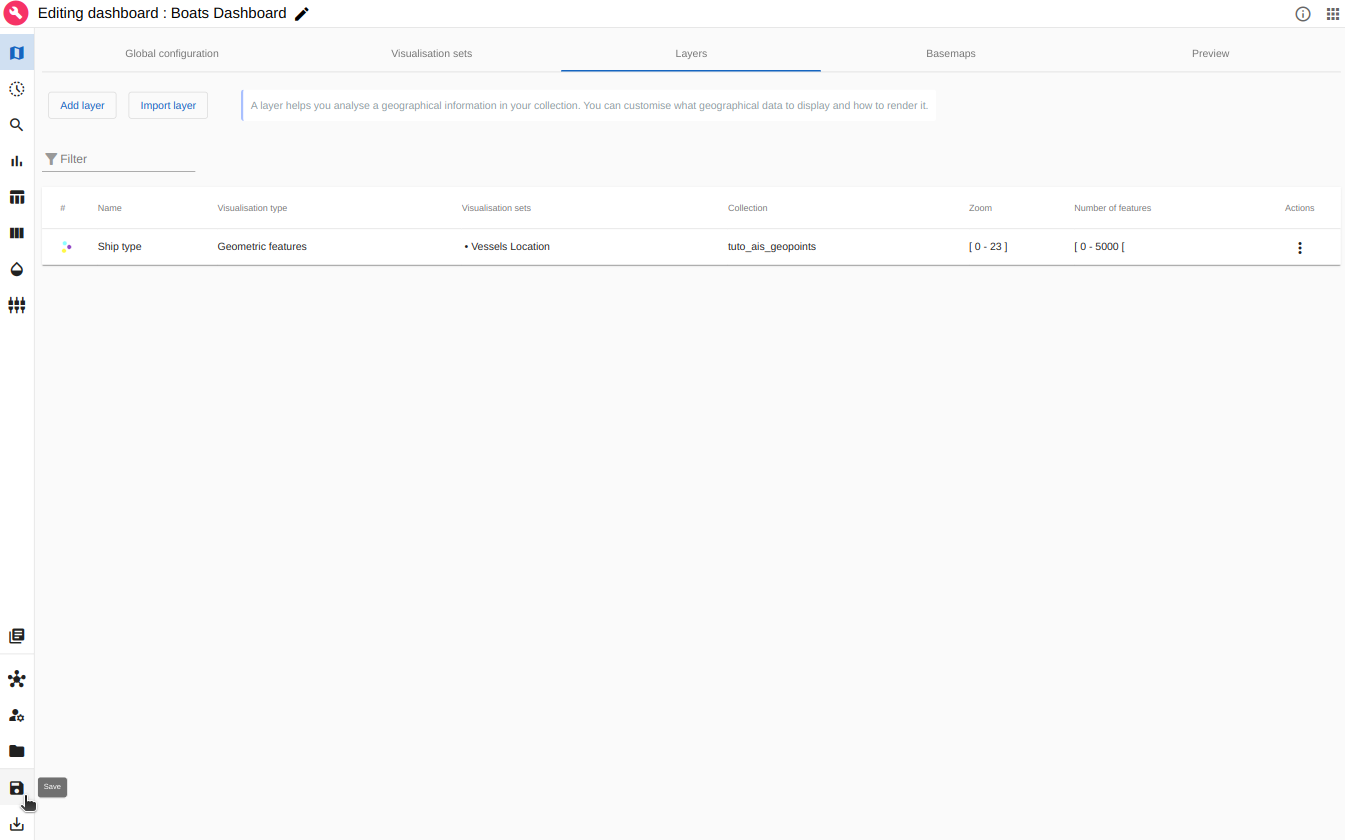 Editing dashboard : Boats Dashboard
Global configuration Visualisation sets Layers Basemaps Preview
Add layer Import layer A layer helps you analyse a geographical information in your collection. You can customise what geographical data to display and how to render it.
Filter
# Name Visualisation type Visualisation sets Collection Zoom Number of features Actions
Ship type Geometric features • Vessels Location tuto_ais_geopoints [ 0 - 23 ] [ 0 - 5000 [
Save